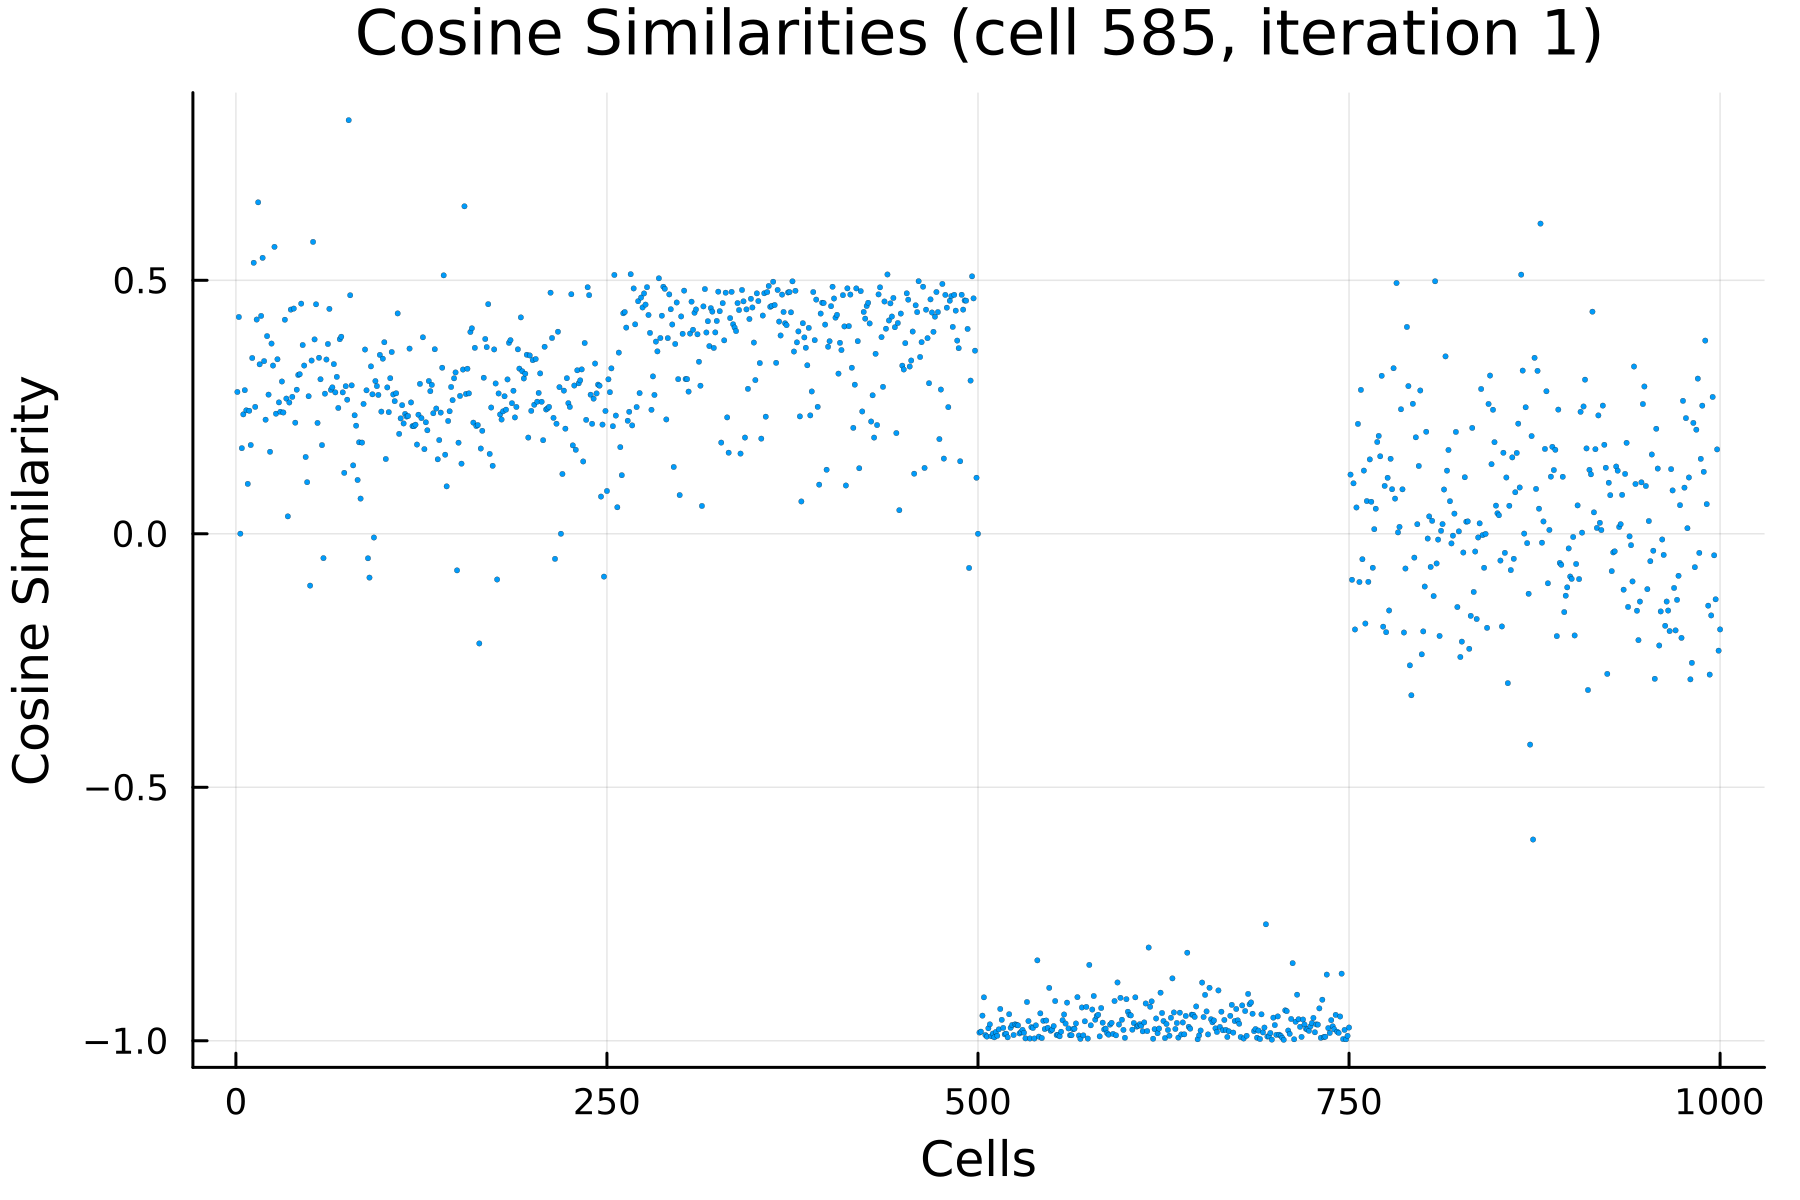 Cosine Similarities (cell 585, iteration 1)
Cosine Similarity
0.5
0.0
−0.5
−1.0
0 250 500 750 1000
Cells